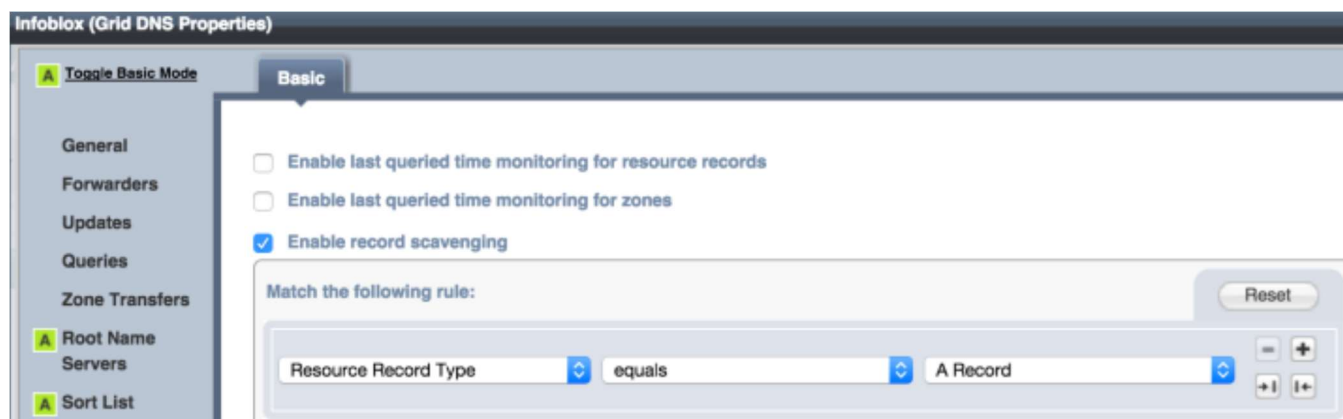 Infoblox (Grid DNS Properties)
A Toggle Basic Mode
Basic
General
Forwarders
Updates
Queries
Zone Transfers
A Root Name
Servers
A Sort List
Enable last queried time monitoring for resource records
Enable last queried time monitoring for zones
Enable record scavenging
Match the following rule:
Reset
Resource Record Type equals A Record